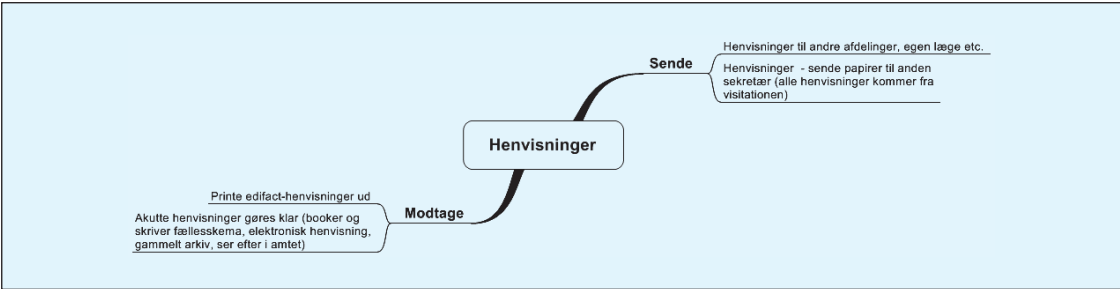 Henvisninger til andre afdelinger, egen læge etc.
Sende
Henvisninger  - sende papirer til anden
sekretær (alle henvisninger kommer fra
visitationen)
Henvisninger
Printe edifact-henvisninger ud
Modtage
Akutte henvisninger gøres klar (booker og
skriver fællesskema, elektronisk henvisning,
gammelt arkiv, ser efter i amtet)